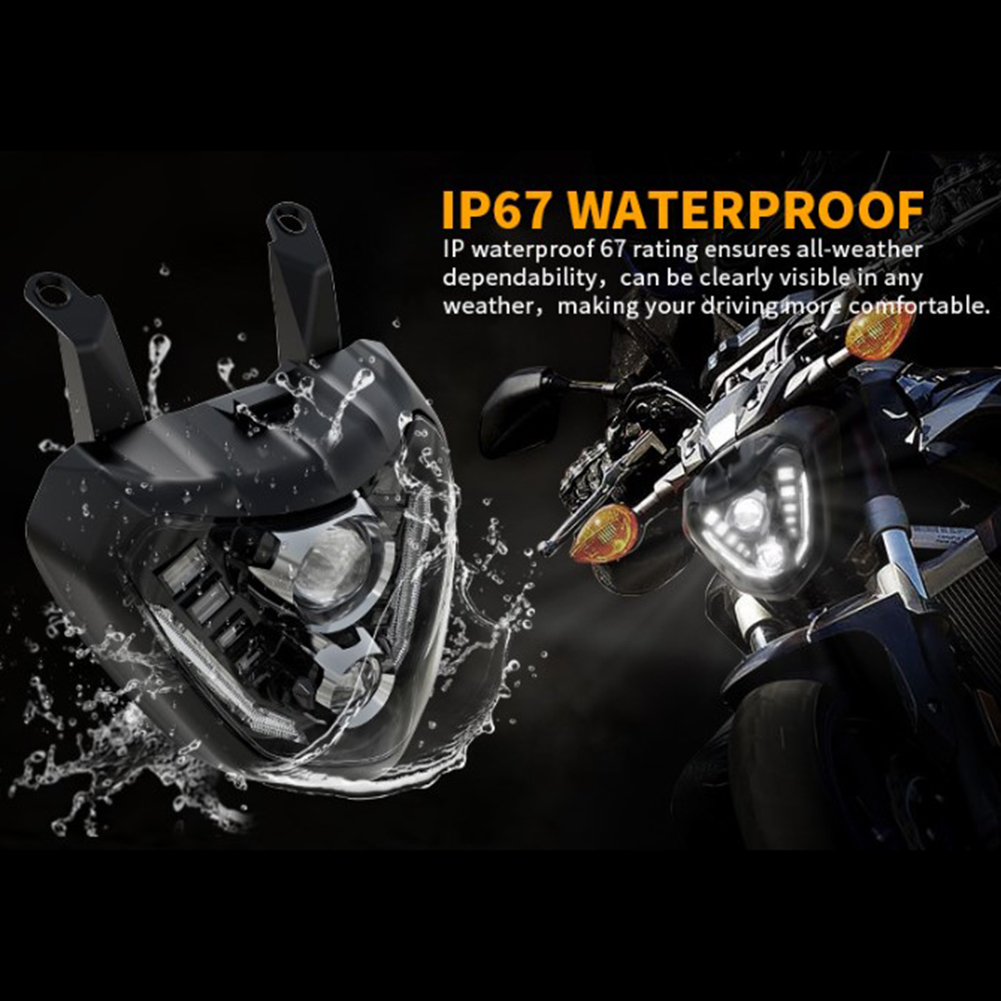 IP67 WATERPROOF
IP waterproof 67 rating ensures all-weather
dependability, can be clearly visible in any
weather, making your driving more comfortable.